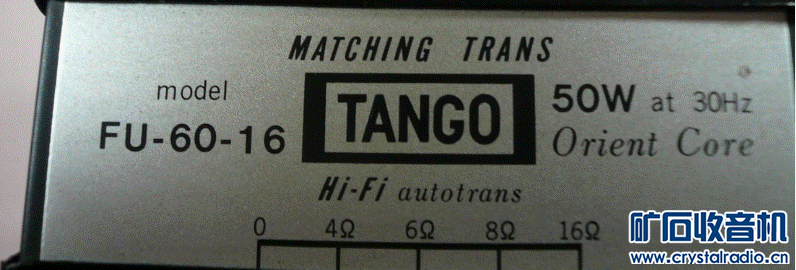 MATCHING TRANS
model
FU-60-16
TANGO
50W at 30Hz
Orient Core
Hi-Fi autotrans
0 4Ω 6Ω 8Ω 16Ω
矿石收音机
www.crystalradio.cn